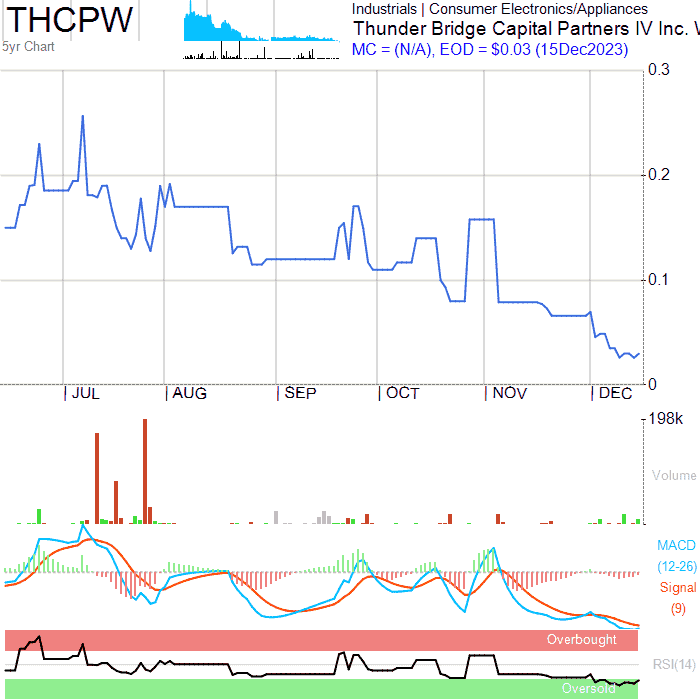 THCPW
5yr Chart
Industrials | Consumer Electronics/Appliances
Thunder Bridge Capital Partners IV Inc. W
MC = (N/A), EOD = $0.03 (15Dec2023)
0.3
0.2
0.1
0
JUL AUG SEP OCT NOV DEC
198k
Volume
MACD
(12-26)
Signal
(9)
Overbought
RSI(14)
Oversold